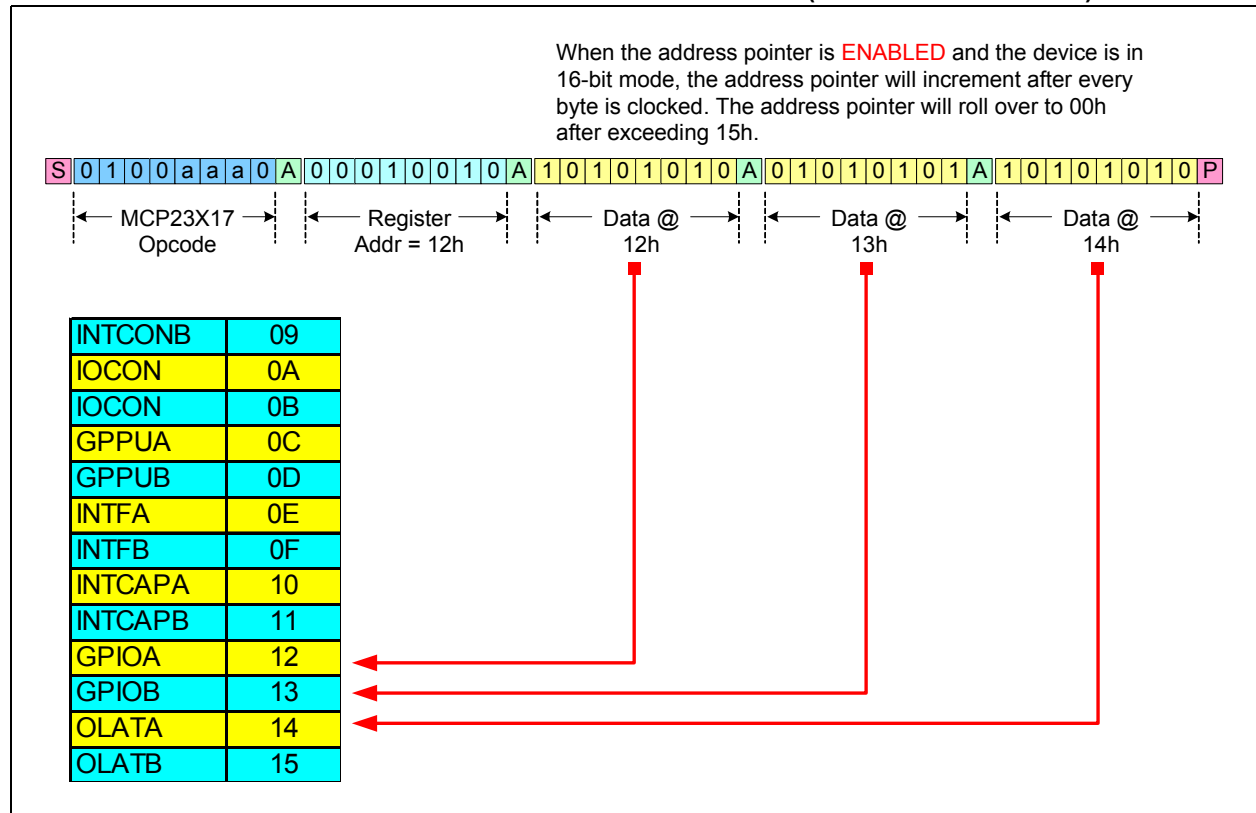 When the address pointer is ENABLED and the device is in
16-bit mode, the address pointer will increment after every
byte is clocked. The address pointer will roll over to 00h
after exceeding 15h.
S 0 1 0 0 a a a 0 A 0 0 0 1 0 0 1 0 A 1 0 1 0 1 0 1 0 A 0 1 0 1 0 1 0 1 A 1 0 1 0 1 0 1 0 P
MCP23X17 Register Data @ Data @ Data @
Opcode Addr = 12h 12h 13h 14h
INTCONB 09
IOCON 0A
IOCON 0B
GPPUA 0C
GPPUB 0D
INTFA 0E
INTFB 0F
INTCAPA 10
INTCAPB 11
GPIOA 12
GPIOB 13
OLATA 14
OLATB 15